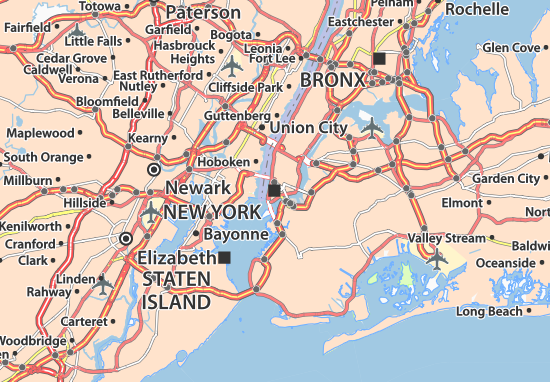 Totowa
Pelham
Paterson
Rochelle
Fairfield
Garfield
Bogota
Eastchester
Little Falls
Hasbrouck
Heights
Leonia
Fort Lee
Glen Cove
Cedar Grove
Caldwell
Verona
East Rutherford
BRONX
Nutley
Cliffside Park
Bloomfield
Belleville
Guttenberg
Maplewood
Kearny
Union City
South Orange
Hoboken
Millburn
Newark
Garden City
Hillside
NEW YORK
Elmont
Nort
Kenilworth
Bayonne
Cranford
Valley Stream
Baldwi
Clark
Elizabeth
Oceanside
Linden
STATEN
ISLAND
Rahway
Carteret
Long Beach
Woodbridge
en